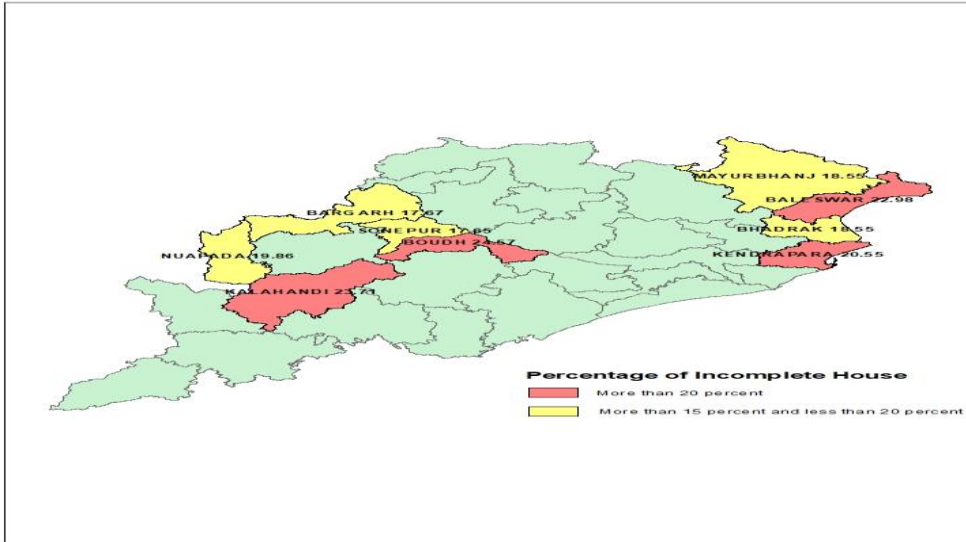 MAYURBHANJ 18.55
BALESWAR 22.98
BARGARH 17.67
SONEPUR 17.65
BHADRAK 18.55
BOUDH 24.67
NUAPADA 19.86
KENDRAPARA 20.55
KALAHANDI 23.71
Percentage of Incomplete House
More than 20 percent
More than 15 percent and less than 20 percent